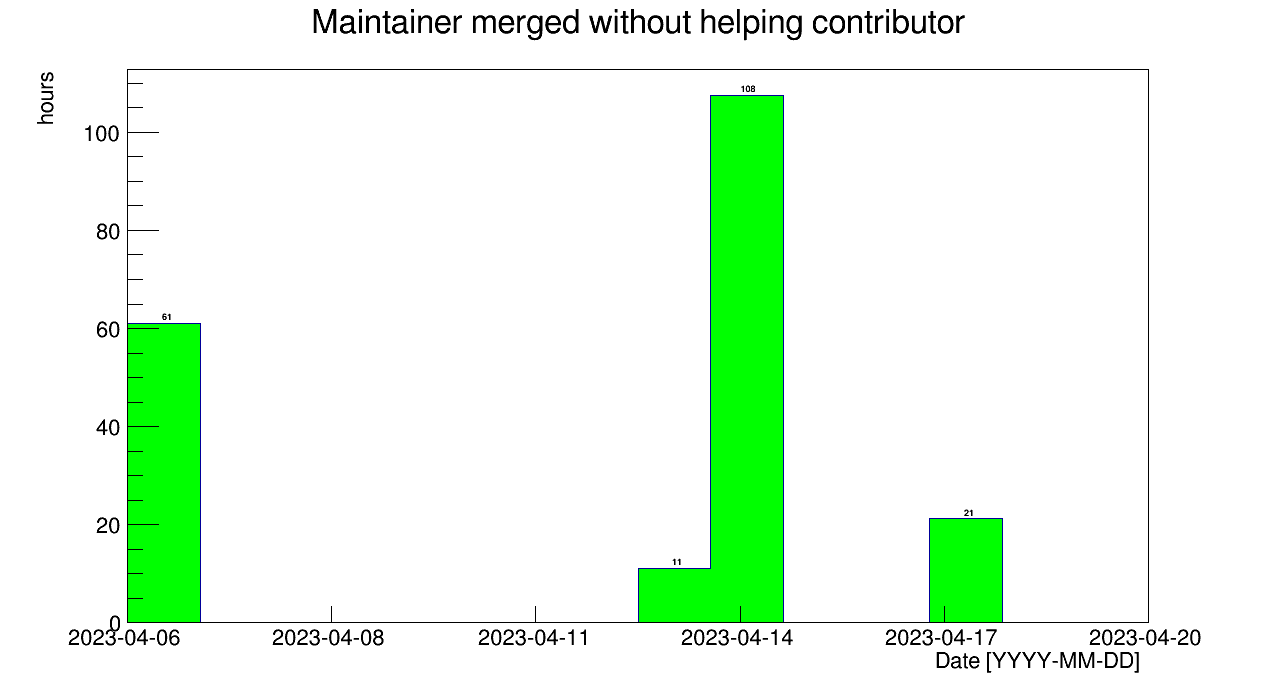 Maintainer merged without helping contributor
hours
108
100
80
61
60
40
20
21
11
0
2023-04-06 2023-04-08 2023-04-11 2023-04-14 2023-04-17 2023-04-20
Date [YYYY-MM-DD]